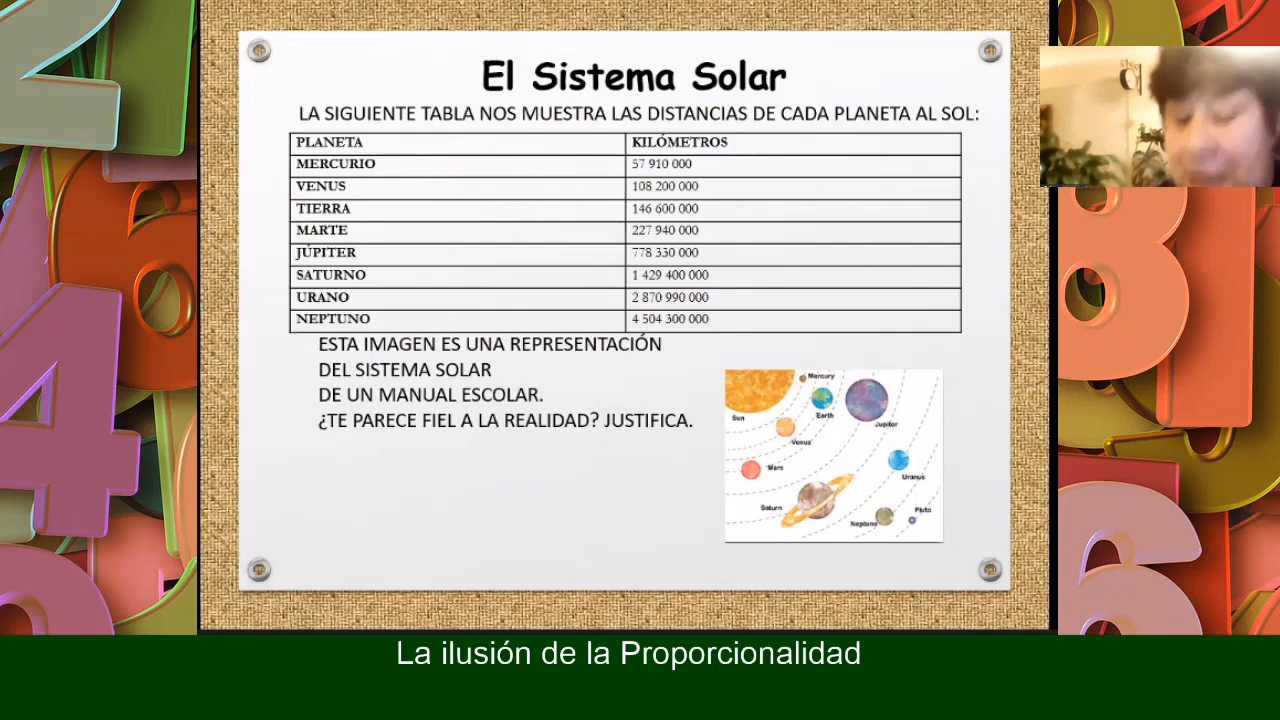 El Sistema Solar
LA SIGUIENTE TABLA NOS MUESTRA LAS DISTANCIAS DE CADA PLANETA AL SOL:
PLANETA KILÓMETROS
MERCURIO 57 910 000
VENUS 108 200 000
TIERRA 146 600 000
MARTE 227 940 000
JÚPITER 778 330 000
SATURNO 1 429 400 000
URANO 2 870 990 000
NEPTUNO 4 504 300 000
ESTA IMAGEN ES UNA REPRESENTACIÓN
DEL SISTEMA SOLAR
DE UN MANUAL ESCOLAR.
¿TE PARECE FIEL A LA REALIDAD? JUSTIFICA.
Mercury
Sun
Earth
Jupiter
Venus
Mars
Uranus
Saturn
Pluto
Neptune
La ilusión de la Proporcionalidad